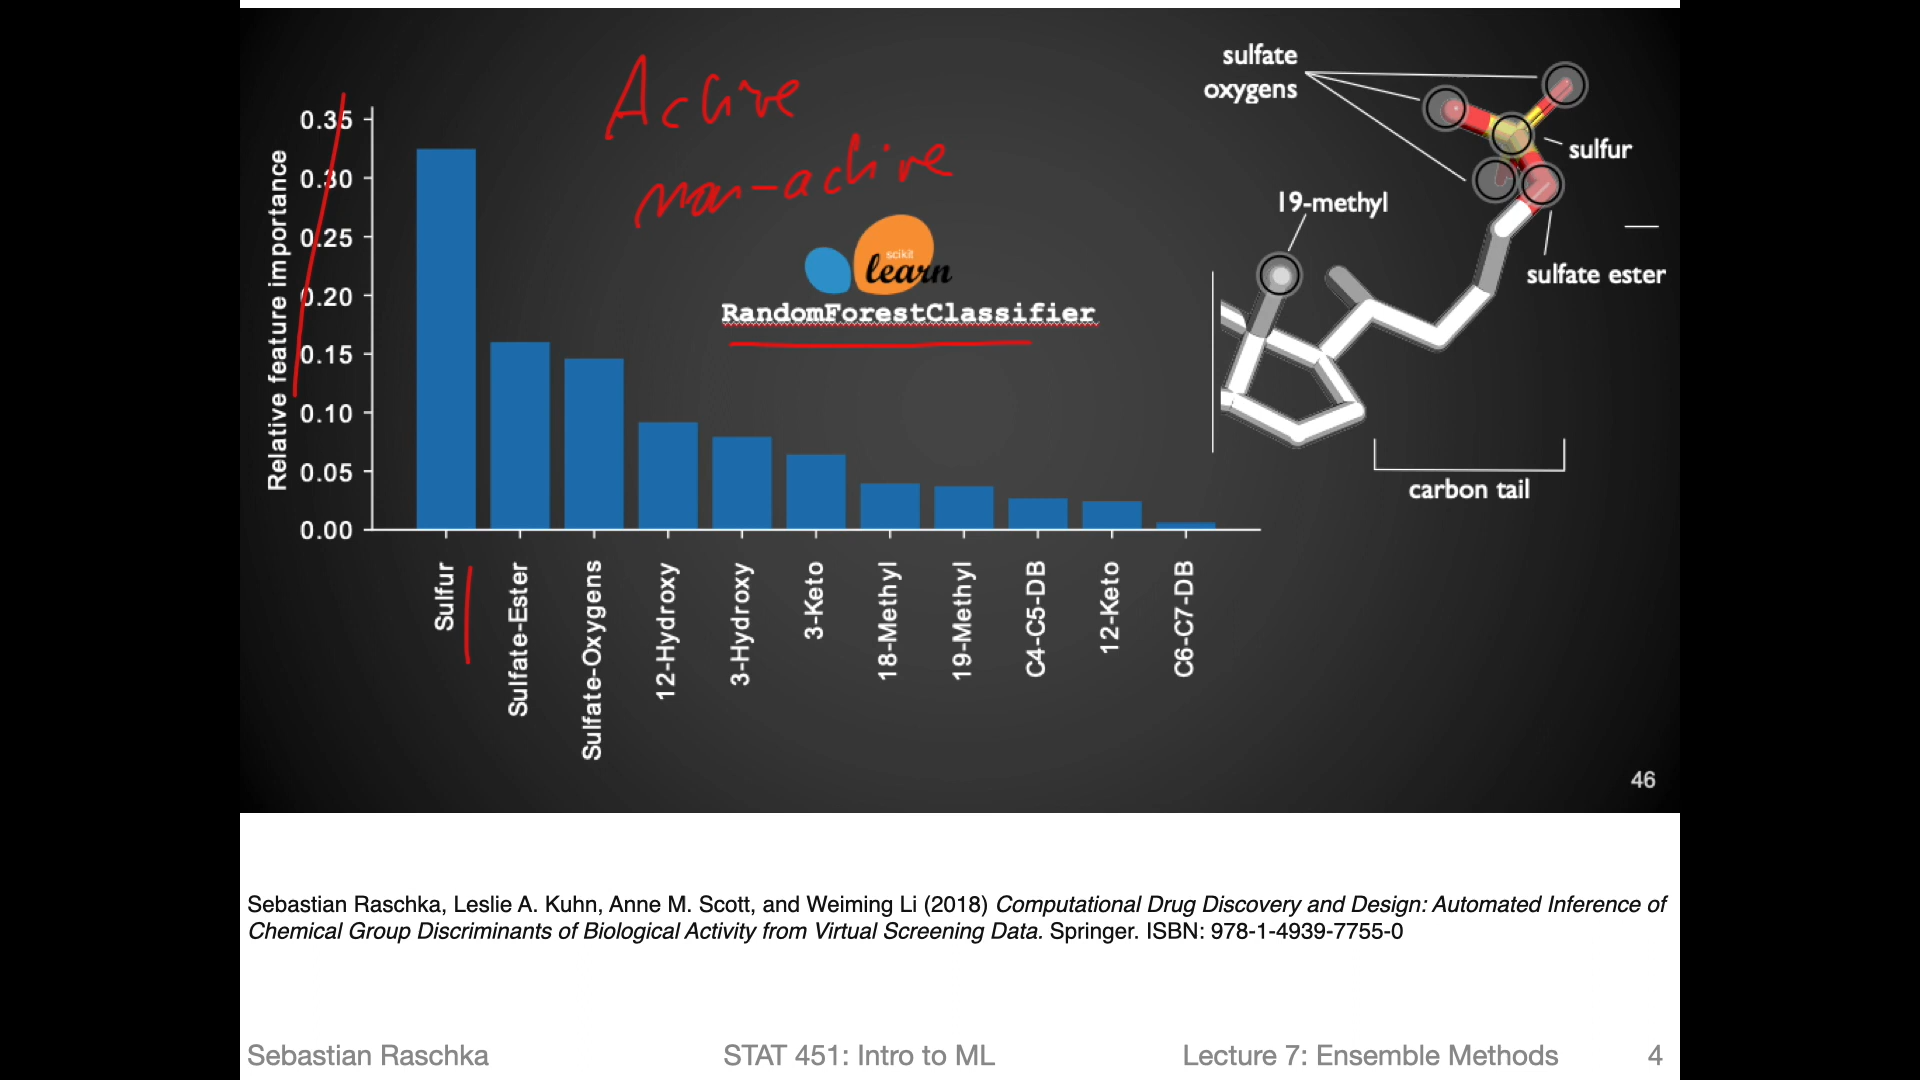 Active
non-active
scikit
learn
RandomForestClassifier
Relative feature importance
0.35
0.30
0.25
0.20
0.15
0.10
0.05
0.00
Sulfur
Sulfate-Ester
Sulfate-Oxygens
12-Hydroxy
3-Hydroxy
3-Keto
18-Methyl
19-Methyl
C4-C5-DB
12-Keto
C6-C7-DB
sulfate
oxygens
sulfur
19-methyl
sulfate ester
carbon tail
46
Sebastian Raschka, Leslie A. Kuhn, Anne M. Scott, and Weiming Li (2018) Computational Drug Discovery and Design: Automated Inference of
Chemical Group Discriminants of Biological Activity from Virtual Screening Data. Springer. ISBN: 978-1-4939-7755-0
Sebastian Raschka STAT 451: Intro to ML Lecture 7: Ensemble Methods 4